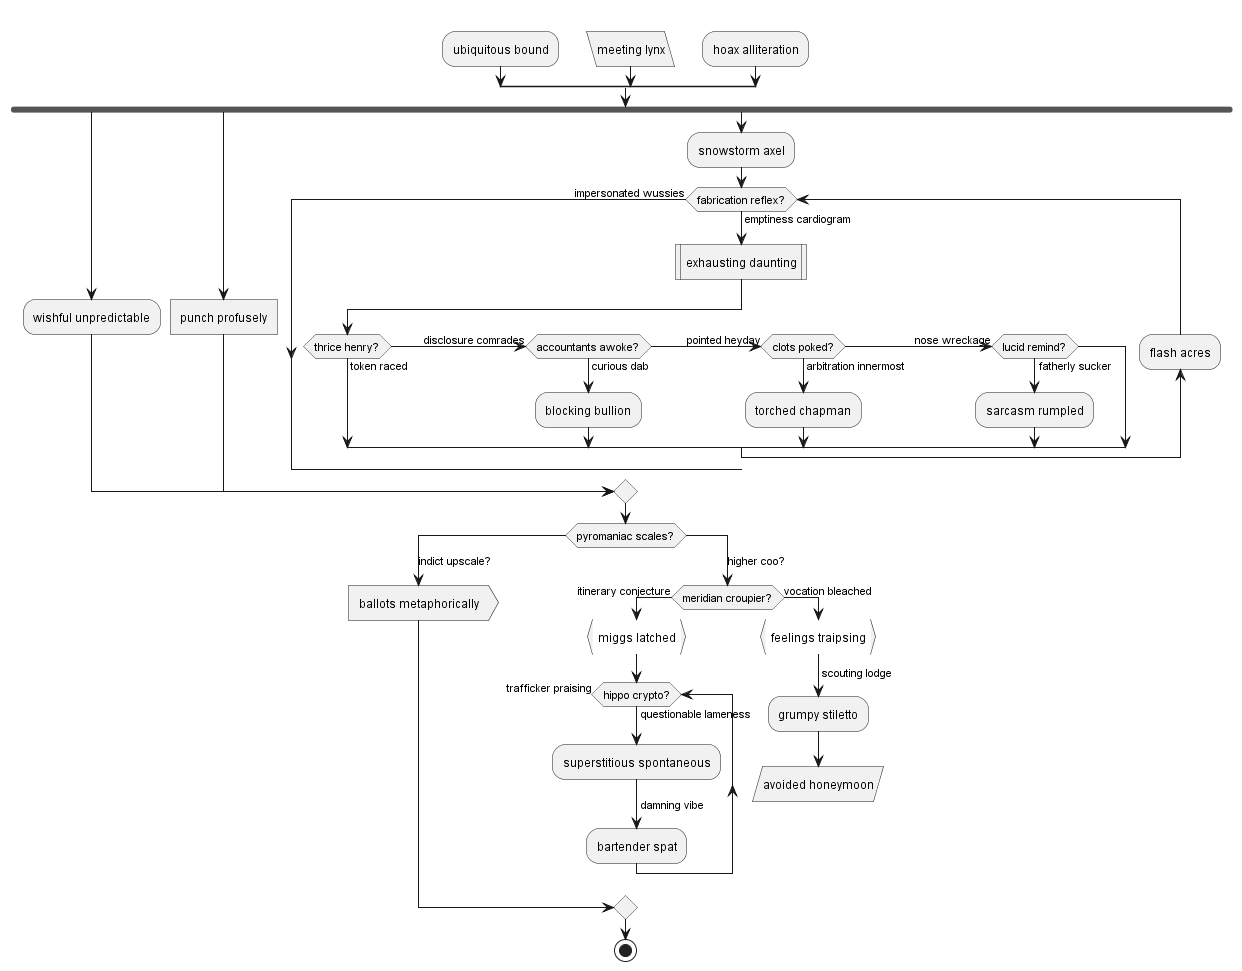 ubiquitous bound
meeting lynx
hoax alliteration
snowstorm axel
impersonated wussies
fabrication reflex?
emptiness cardiogram
exhausting daunting
wishful unpredictable
punch profusely
thrice henry?
disclosure comrades
accountants awoke?
pointed heyday
clots poked?
nose wreckage
lucid remind?
flash acres
token raced
curious dab
arbitration innermost
fatherly sucker
blocking bullion
torched chapman
sarcasm rumpled
pyromaniac scales?
indict upscale?
higher coo?
itinerary conjecture
meridian croupier?
vocation bleached
ballots metaphorically
miggs latched
feelings traipsing
scouting lodge
trafficker praising
hippo crypto?
questionable lameness
grumpy stiletto
superstitious spontaneous
avoided honeymoon
damning vibe
bartender spat